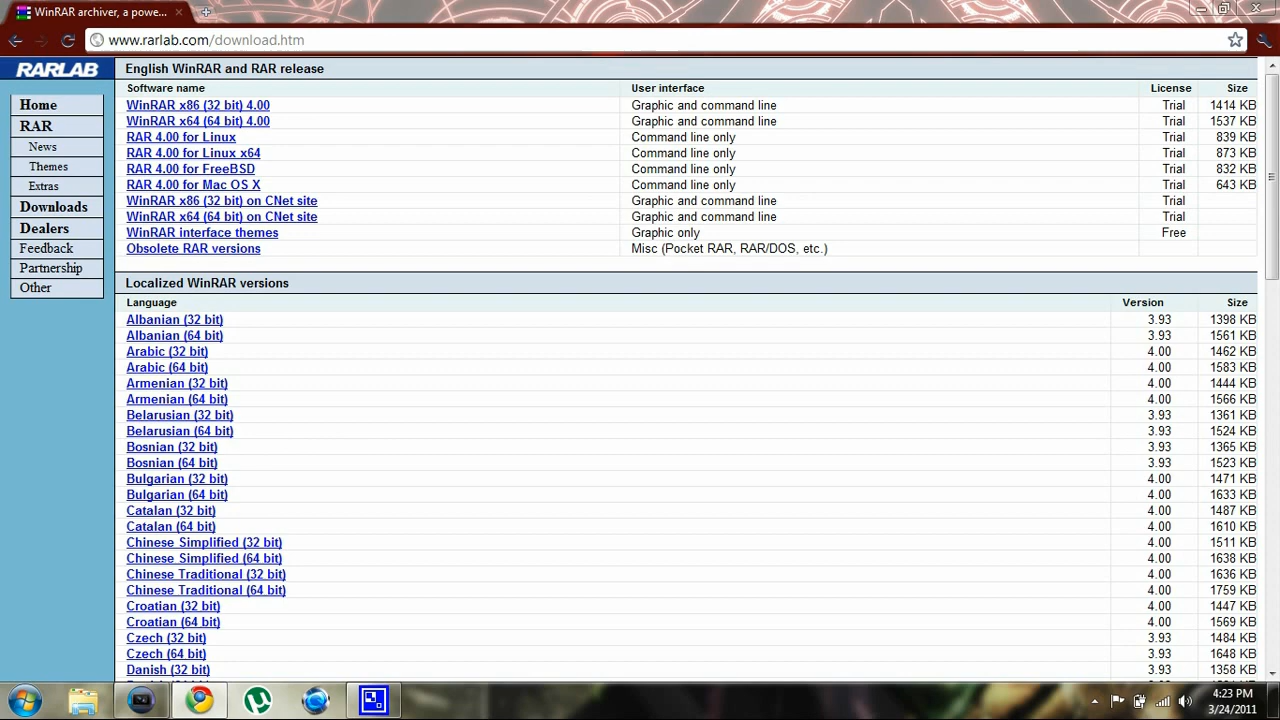 WinRAR archiver, a powe...
www.rarlab.com/download.htm
RARLAB
Home
RAR
News
Themes
Extras
Downloads
Dealers
Feedback
Partnership
Other
English WinRAR and RAR release
Software name User interface License Size
WinRAR x86 (32 bit) 4.00 Graphic and command line Trial 1414 KB
WinRAR x64 (64 bit) 4.00 Graphic and command line Trial 1537 KB
RAR 4.00 for Linux Command line only Trial 839 KB
RAR 4.00 for Linux x64 Command line only Trial 873 KB
RAR 4.00 for FreeBSD Command line only Trial 832 KB
RAR 4.00 for Mac OS X Command line only Trial 643 KB
WinRAR x86 (32 bit) on CNet site Graphic and command line Trial
WinRAR x64 (64 bit) on CNet site Graphic and command line Trial
WinRAR interface themes Graphic only Free
Obsolete RAR versions Misc (Pocket RAR, RAR/DOS, etc.)
Localized WinRAR versions
Language Version Size
Albanian (32 bit) 3.93 1398 KB
Albanian (64 bit) 3.93 1561 KB
Arabic (32 bit) 4.00 1462 KB
Arabic (64 bit) 4.00 1583 KB
Armenian (32 bit) 4.00 1444 KB
Armenian (64 bit) 4.00 1566 KB
Belarusian (32 bit) 3.93 1361 KB
Belarusian (64 bit) 3.93 1524 KB
Bosnian (32 bit) 3.93 1365 KB
Bosnian (64 bit) 3.93 1523 KB
Bulgarian (32 bit) 4.00 1471 KB
Bulgarian (64 bit) 4.00 1633 KB
Catalan (32 bit) 4.00 1487 KB
Catalan (64 bit) 4.00 1610 KB
Chinese Simplified (32 bit) 4.00 1511 KB
Chinese Simplified (64 bit) 4.00 1638 KB
Chinese Traditional (32 bit) 4.00 1636 KB
Chinese Traditional (64 bit) 4.00 1759 KB
Croatian (32 bit) 4.00 1447 KB
Croatian (64 bit) 4.00 1569 KB
Czech (32 bit) 3.93 1484 KB
Czech (64 bit) 3.93 1648 KB
Danish (32 bit) 3.93 1358 KB
4:23 PM
3/24/2011